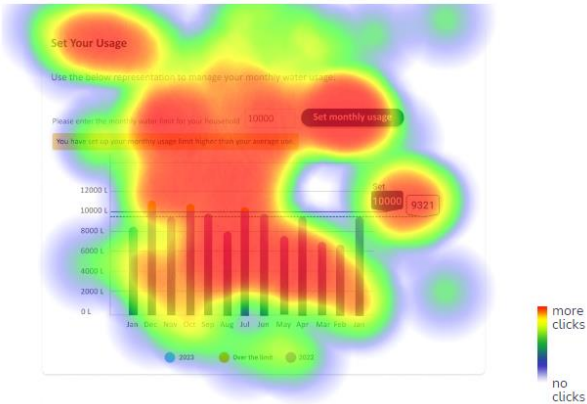 Set Your Usage
Use the below representation to manage your monthly water usage.
Please enter the monthly water limit for your household 10000 Set monthly usage
You have set up your monthly usage limit higher than your average use.
Set
10000 9321
12000 L
10000 L
8000 L
6000 L
4000 L
2000 L
0 L
Jan Dec Nov Oct Sep Aug Jul Jun May Apr Mar Feb Jan
2023 Over the limit 2022
more
clicks
no
clicks